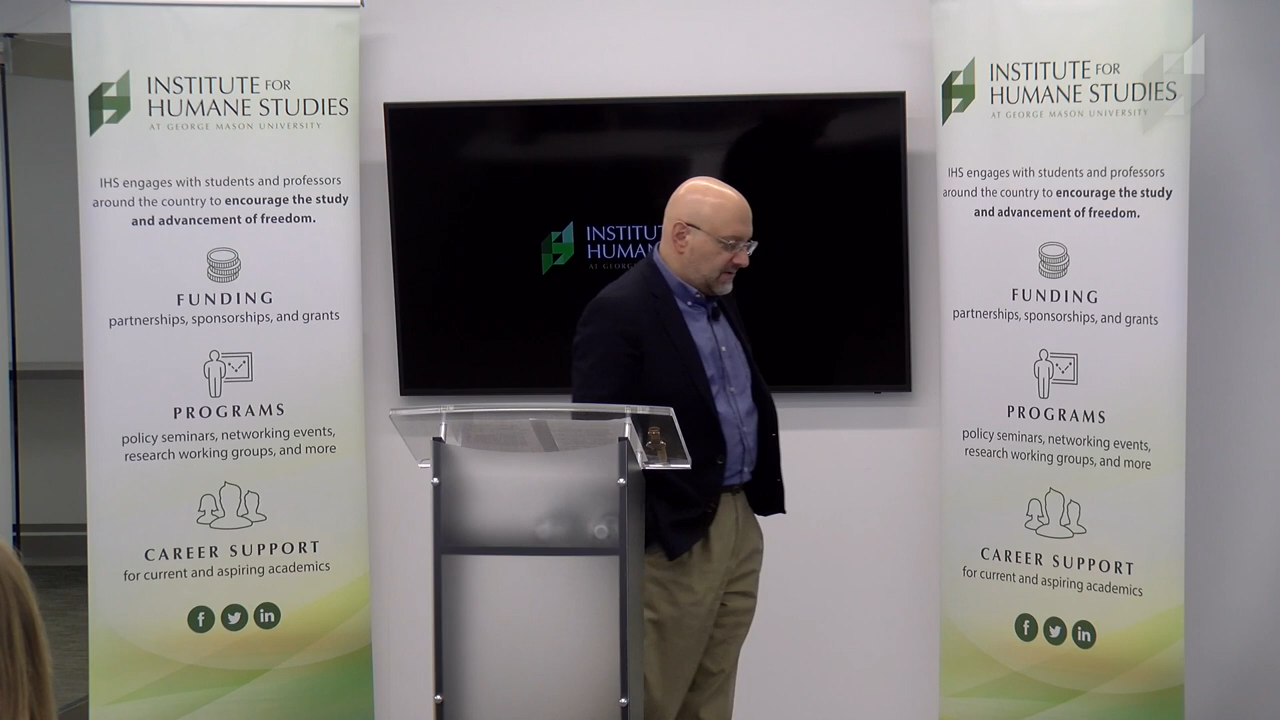 INSTITUTE FOR
HUMANE STUDIES
AT GEORGE MASON UNIVERSITY
IHS engages with students and professors
around the country to encourage the study
and advancement of freedom.
FUNDING
partnerships, sponsorships, and grants
PROGRAMS
policy seminars, networking events,
research working groups, and more
CAREER SUPPORT
for current and aspiring academics
f
in
INSTITUT
HUMAN
AT GEORG
INSTITUTE FOR
HUMANE STUDIES
AT GEORGE MASON UNIVERSITY
IHS engages with students and professors
around the country to encourage the study
and advancement of freedom.
FUNDING
partnerships, sponsorships, and grants
PROGRAMS
policy seminars, networking events,
research working groups, and more
CAREER SUPPORT
for current and aspiring academics
f
in